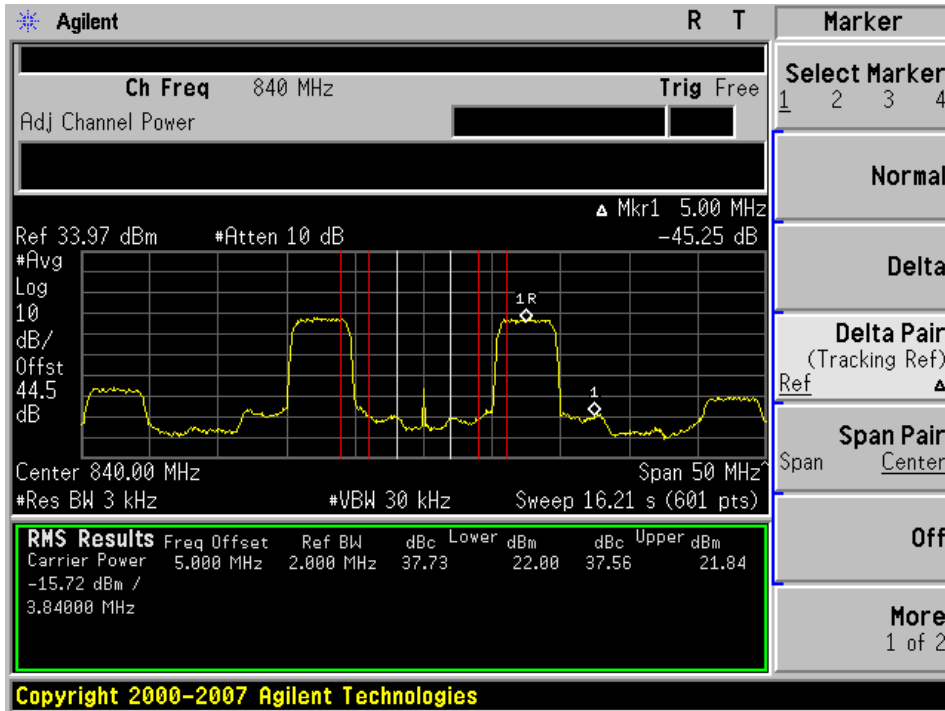 Agilent R T
Marker
Ch Freq 840 MHz Trig Free
Adj Channel Power
Δ Mkr1 5.00 MHz
Ref 33.97 dBm #Atten 10 dB -45.25 dB
#Avg
Log
10
dB/
Offst
44.5
dB
1R
1
Center 840.00 MHz Span 50 MHz^
#Res BW 3 kHz #VBW 30 kHz Sweep 16.21 s (601 pts)
RMS Results Freq Offset Ref BW dBc Lower dBm dBc Upper dBm
Carrier Power 5.000 MHz 2.000 MHz 37.73 22.00 37.56 21.84
-15.72 dBm /
3.84000 MHz
Copyright 2000-2007 Agilent Technologies
Select Marker
1 2 3 4
Normal
Delta
Delta Pair
(Tracking Ref)
Ref Δ
Span Pair
Span Center
Off
More
1 of 2